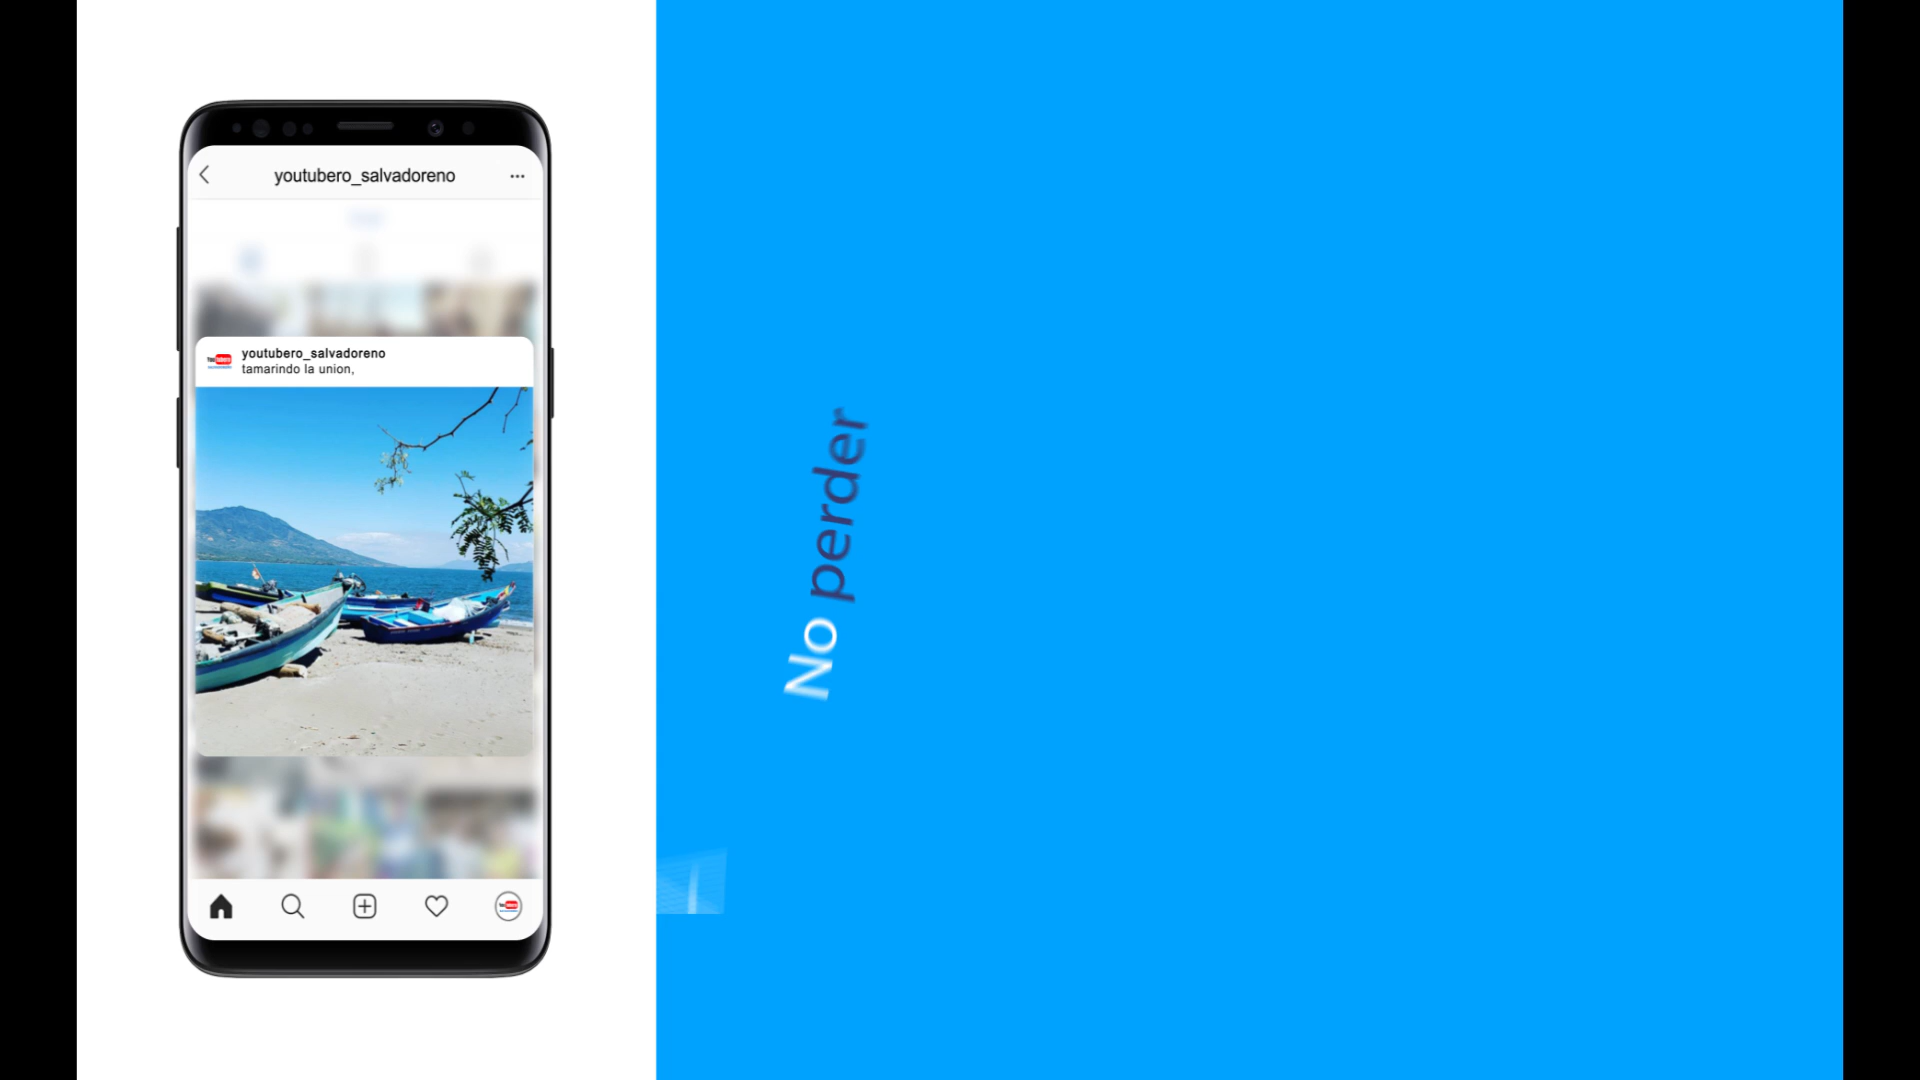 youtubero_salvadoreno
youtubero_salvadoreno
tamarindo la union,
No perder